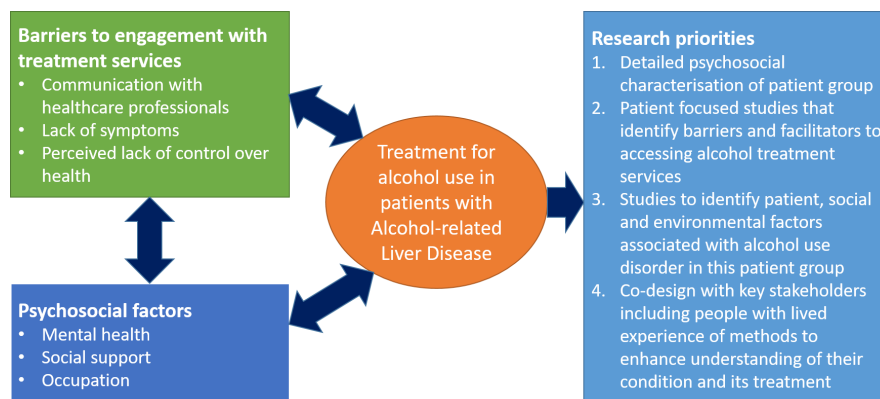 Barriers to engagement with
treatment services
• Communication with
healthcare professionals
• Lack of symptoms
• Perceived lack of control over
health
Psychosocial factors
• Mental health
• Social support
• Occupation
Treatment for
alcohol use in
patients with
Alcohol-related
Liver Disease
Research priorities
1. Detailed psychosocial
characterisation of patient group
2. Patient focused studies that
identify barriers and facilitators to
accessing alcohol treatment
services
3. Studies to identify patient, social
and environmental factors
associated with alcohol use
disorder in this patient group
4. Co-design with key stakeholders
including people with lived
experience of methods to
enhance understanding of their
condition and its treatment